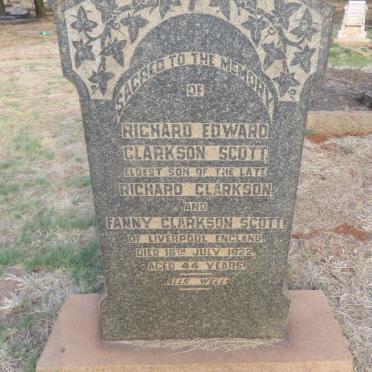 SACRED TO THE MEMORY
OF
RICHARD EDWARD
CLARKSON SCOTT
ELDEST SON OF THE LATE
RICHARD CLARKSON
AND
FANNY CLARKSON SCOTT
OF LIVERPOOL ENGLAND
DIED 16TH JULY 1922
AGED 44 YEARS
ALLS WELL